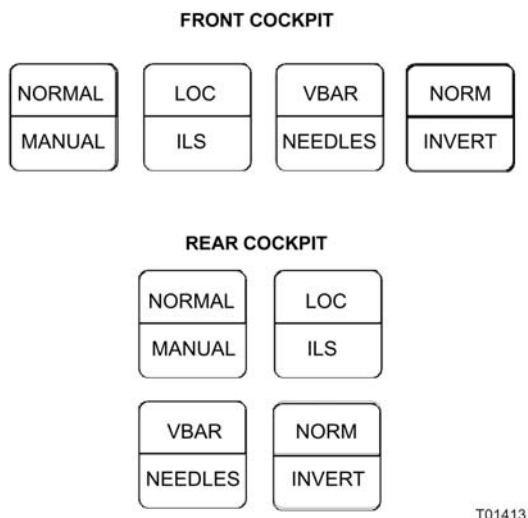 FRONT COCKPIT
NORMAL LOC VBAR NORM
MANUAL ILS NEEDLES INVERT
REAR COCKPIT
NORMAL LOC
MANUAL ILS
VBAR NORM
NEEDLES INVERT
T01413